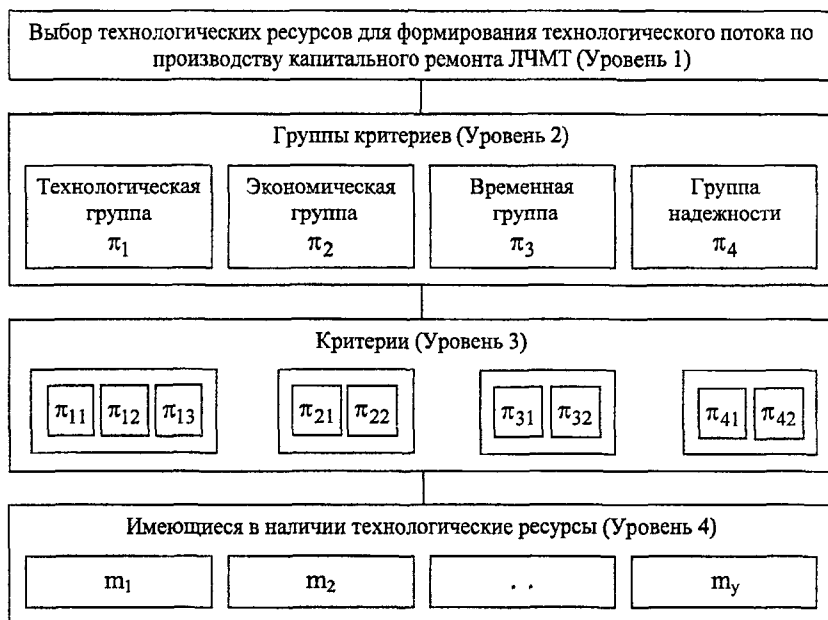 Выбор технологических ресурсов для формирования технологического потока по
производству капитального ремонта ЛЧМТ (Уровень 1)
Группы критериев (Уровень 2)
Технологическая
группа
π₁
Экономическая
группа
π₂
Временная
группа
π₃
Группа
надежности
π₄
Критерии (Уровень 3)
π₁₁ π₁₂ π₁₃ π₂₁ π₂₂ π₃₁ π₃₂ π₄₁ π₄₂
Имеющиеся в наличии технологические ресурсы (Уровень 4)
m₁ m₂ . . mᵧ